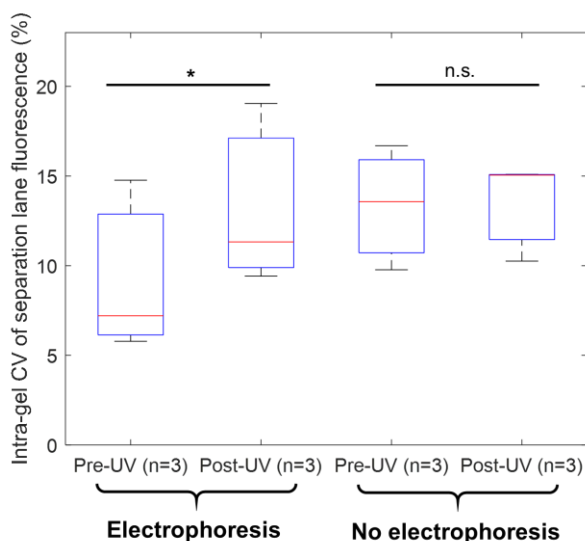 Intra-gel CV of separation lane fluorescence (%)
20
15
10
5
0
*
n.s.
Pre-UV (n=3) Post-UV (n=3) Pre-UV (n=3) Post-UV (n=3)
Electrophoresis No electrophoresis